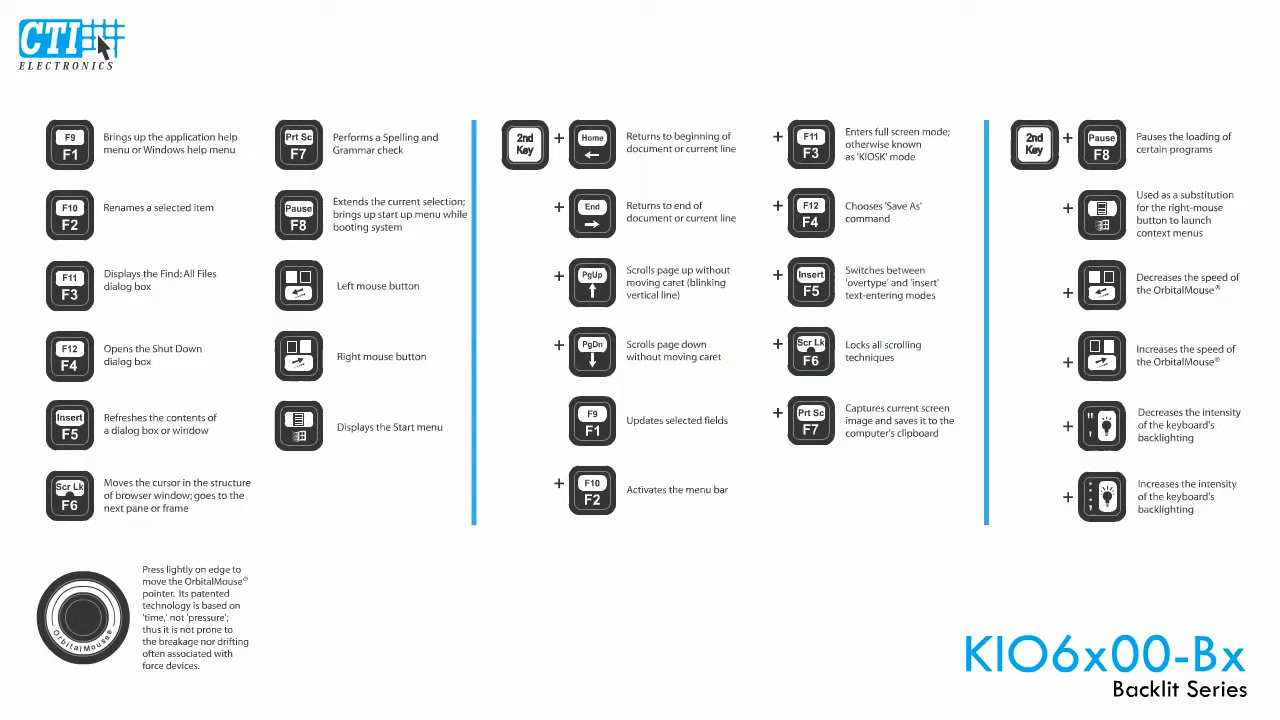 CTI
ELECTRONICS
F9
F1
Brings up the application help
menu or Windows help menu
F10
F2
Renames a selected item
F11
F3
Displays the Find: All Files
dialog box
F12
F4
Opens the Shut Down
dialog box
Insert
F5
Refreshes the contents of
a dialog box or window
Scr Lk
F6
Moves the cursor in the structure
of browser window; goes to the
next pane or frame
Prt Sc
F7
Performs a Spelling and
Grammar check
Pause
F8
Extends the current selection;
brings up start up menu while
booting system
Left mouse button
Right mouse button
Displays the Start menu
2nd
Key
+
Home
←
Returns to beginning of
document or current line
+
End
→
Returns to end of
document or current line
+
PgUp
↑
Scrolls page up without
moving caret (blinking
vertical line)
+
PgDn
↓
Scrolls page down
without moving caret
F9
F1
Updates selected fields
+
F10
F2
Activates the menu bar
+
F11
F3
Enters full screen mode;
otherwise known
as 'KIOSK' mode
+
F12
F4
Chooses 'Save As'
command
+
Insert
F5
Switches between
'overtype' and 'insert'
text-entering modes
+
Scr Lk
F6
Locks all scrolling
techniques
+
Prt Sc
F7
Captures current screen
image and saves it to the
computer's clipboard
2nd
Key
+
Pause
F8
Pauses the loading of
certain programs
+
Used as a substitution
for the right-mouse
button to launch
context menus
+
Decreases the speed of
the OrbitalMouse®
+
Increases the speed of
the OrbitalMouse®
+
"
,
Decreases the intensity
of the keyboard's
backlighting
+
:
;
Increases the intensity
of the keyboard's
backlighting
OrbitalMouse®
Press lightly on edge to
move the OrbitalMouse®
pointer. Its patented
technology is based on
'time,' not 'pressure';
thus it is not prone to
the breakage nor drifting
often associated with
force devices.
KIO6x00-Bx
Backlit Series